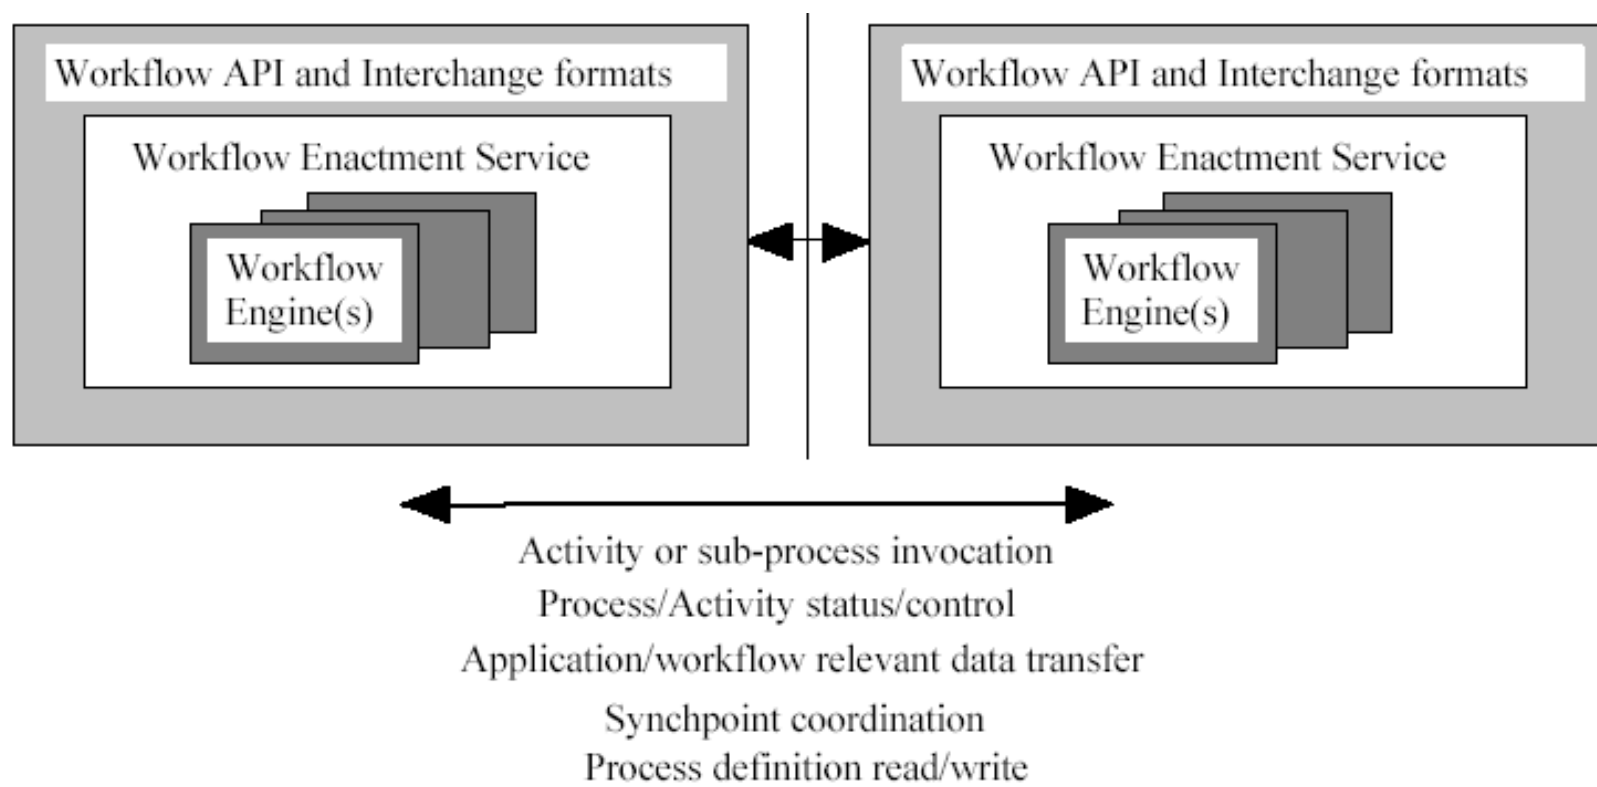 Workflow API and Interchange formats
Workflow Enactment Service
Workflow
Engine(s)
Workflow API and Interchange formats
Workflow Enactment Service
Workflow
Engine(s)
Activity or sub-process invocation
Process/Activity status/control
Application/workflow relevant data transfer
Synchpoint coordination
Process definition read/write